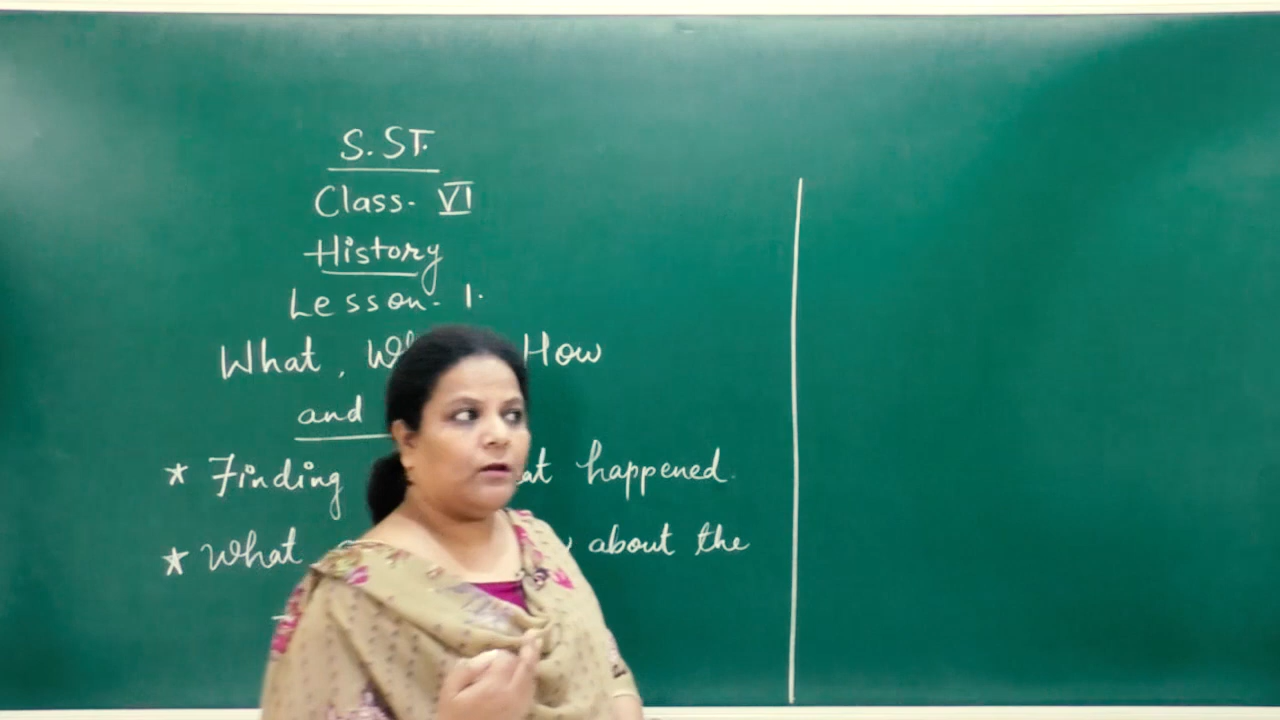 S. ST.
Class- VI
History
Lesson- 1.
What, How
and
* Finding happened.
* What about the